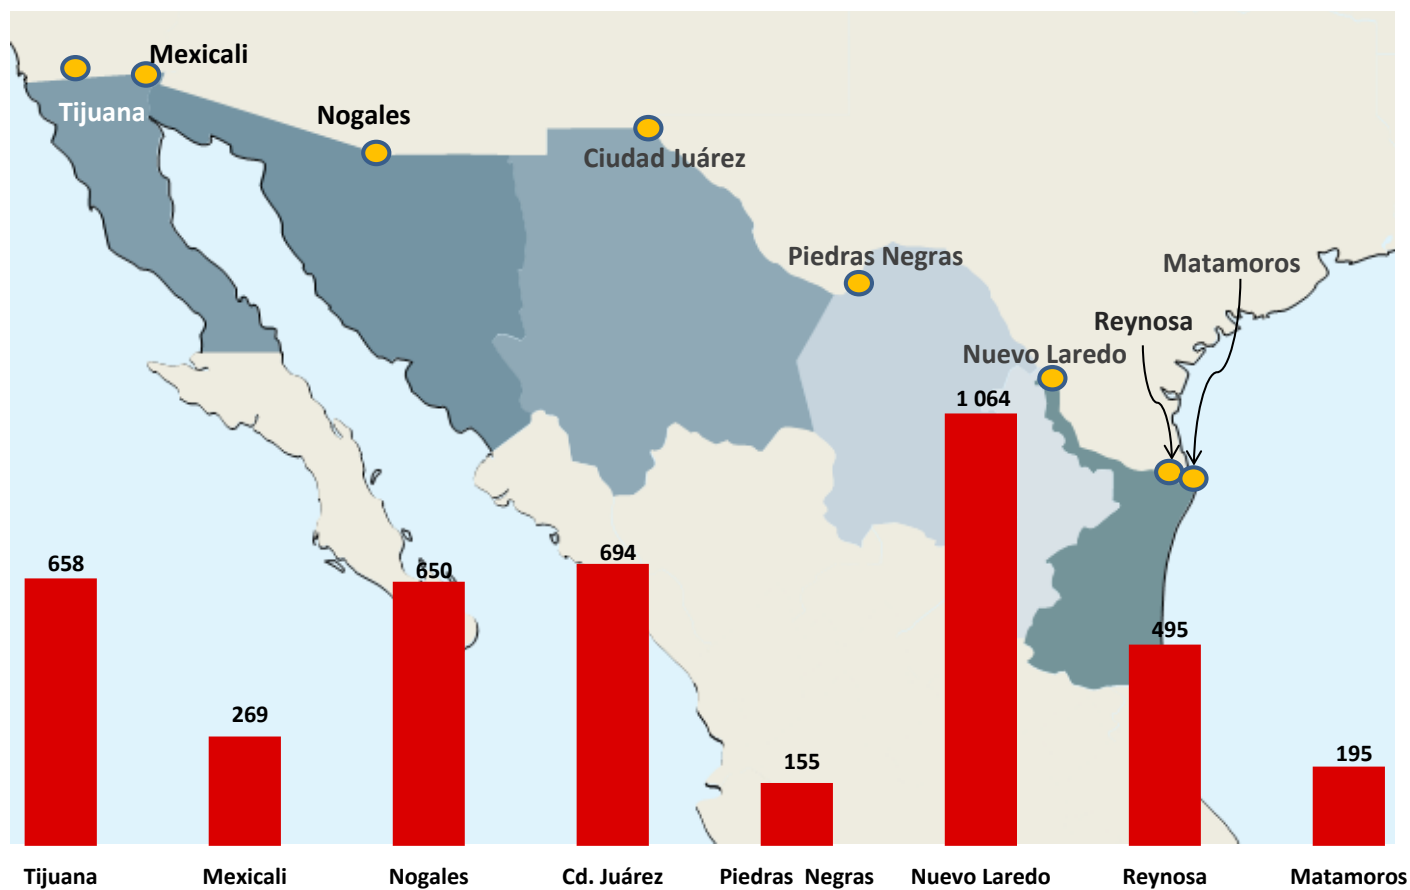 Mexicali
Tijuana
Nogales
Ciudad Juárez
Piedras Negras
Matamoros
Reynosa
Nuevo Laredo
1 064
658
650
694
495
269
155
195
Tijuana
Mexicali
Nogales
Cd. Juárez
Piedras Negras
Nuevo Laredo
Reynosa
Matamoros